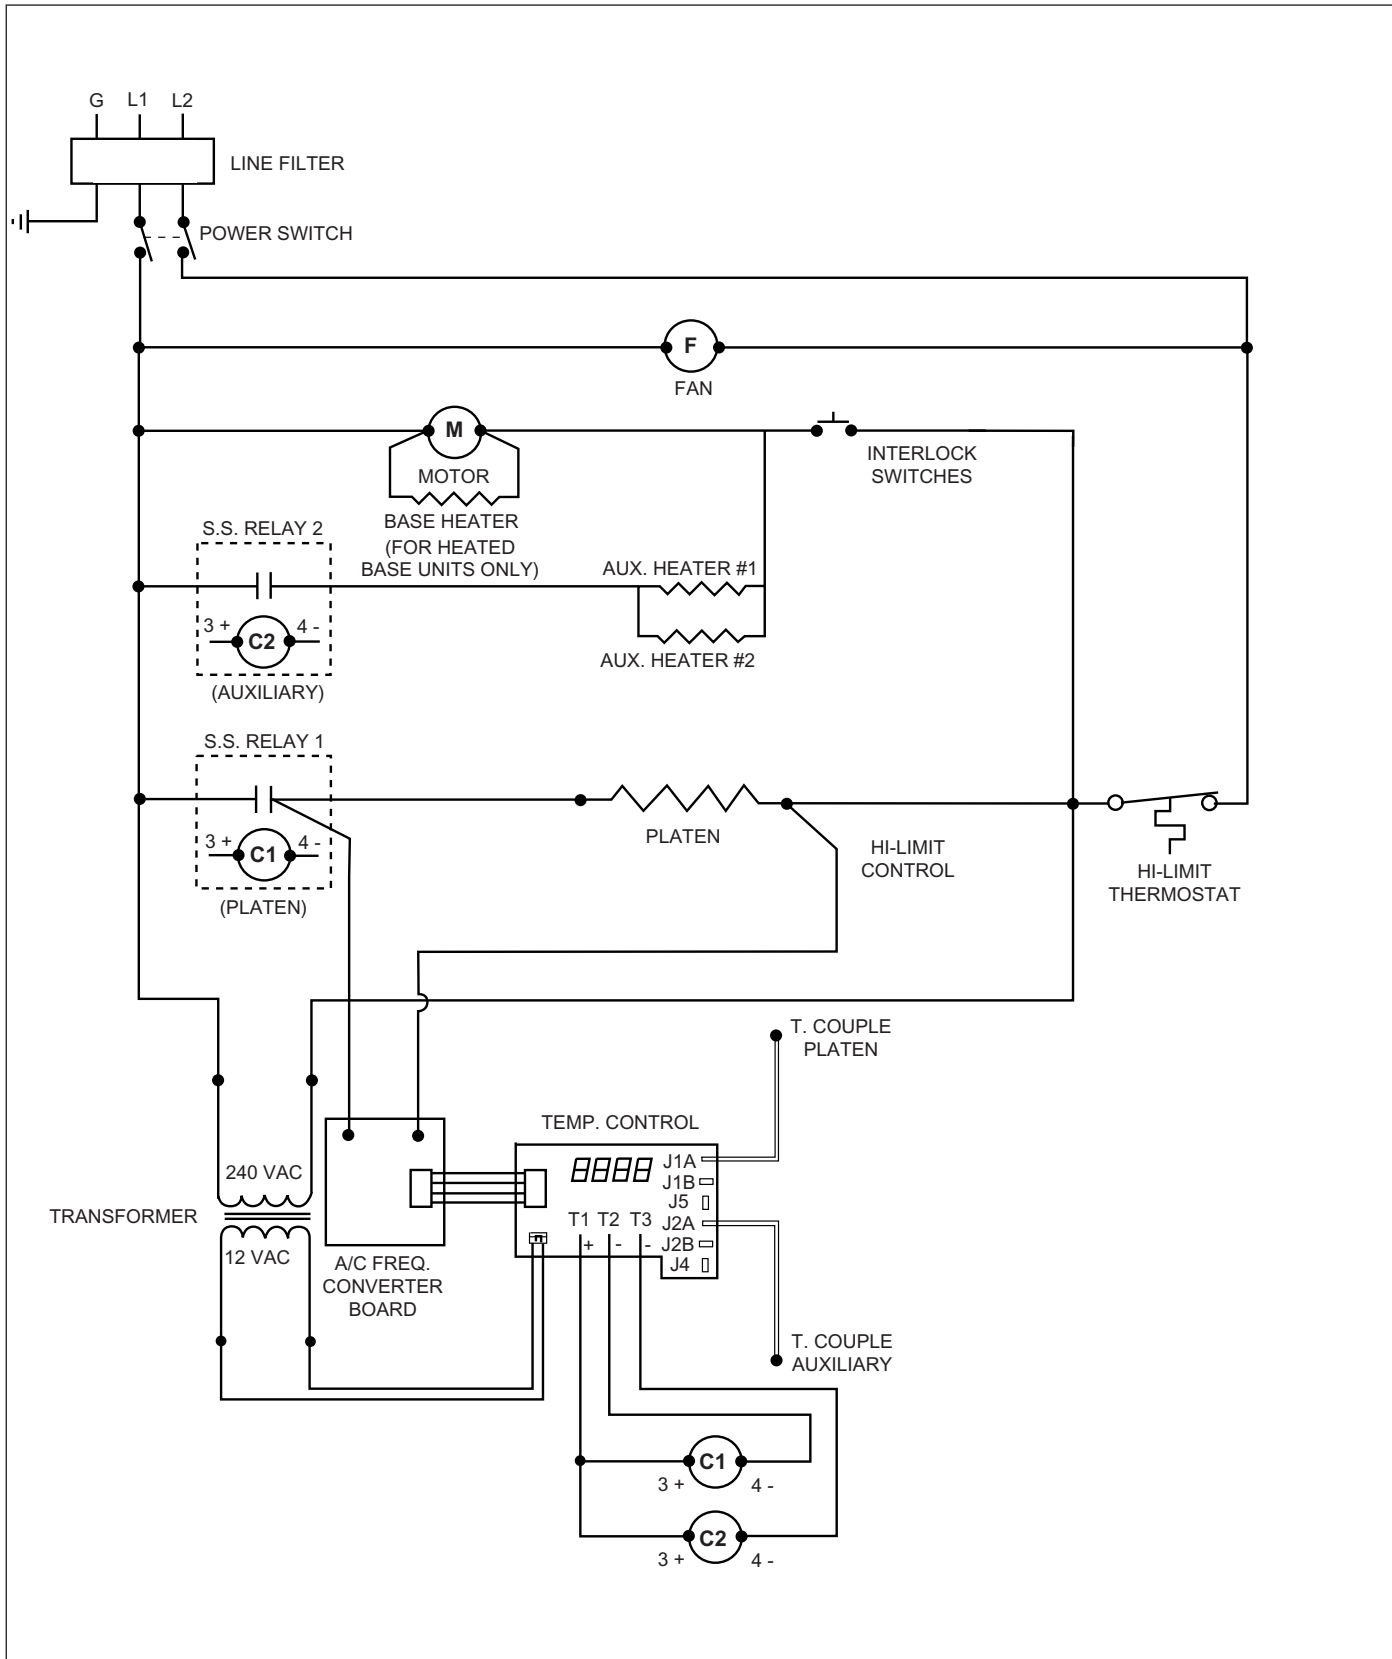 G L1 L2
LINE FILTER
POWER SWITCH
F
FAN
M
MOTOR
INTERLOCK
SWITCHES
BASE HEATER
(FOR HEATED
BASE UNITS ONLY)
S.S. RELAY 2
3 + C2 4 -
(AUXILIARY)
AUX. HEATER #1
AUX. HEATER #2
S.S. RELAY 1
3 + C1 4 -
(PLATEN)
PLATEN
HI-LIMIT
CONTROL
HI-LIMIT
THERMOSTAT
T. COUPLE
PLATEN
TEMP. CONTROL
8888
J1A
J1B
J5
J2A
J2B
J4
T1 T2 T3
+ - -
240 VAC
TRANSFORMER
12 VAC
A/C FREQ.
CONVERTER
BOARD
T. COUPLE
AUXILIARY
C1
3 + 4 -
C2
3 + 4 -